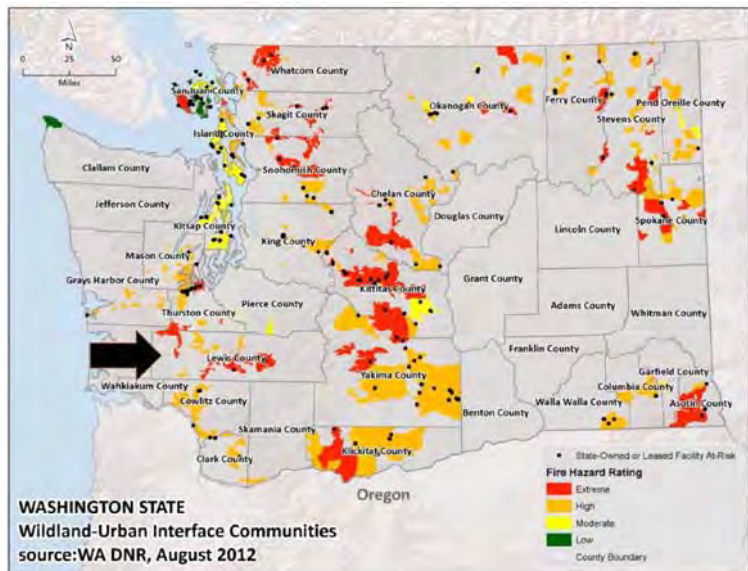 N
0
25
50
Miles
Whatcom County
San Juan County
Skagit County
Island County
Okanogan County
Ferry County
Pend Oreille County
Stevens County
Clallam County
Snohomish County
Chelan County
Jefferson County
Douglas County
Kitsap County
Lincoln County
Spokane County
King County
Mason County
Grays Harbor County
Grant County
Kittitas County
Pierce County
Thurston County
Adams County
Whitman County
Lewis County
Franklin County
Yakima County
Garfield County
Wahkiakum County
Columbia County
Cowlitz County
Walla Walla County
Asotin County
Benton County
Skamania County
Klickitat County
Clark County
Oregon
State-Owned or Leased Facility At-Risk
Fire Hazard Rating
Extreme
High
Moderate
Low
County Boundary
WASHINGTON STATE
Wildland-Urban Interface Communities
source:WA DNR, August 2012